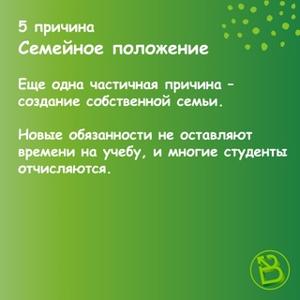 5 причина
Семейное положение
Еще одна частичная причина –
создание собственной семьи.
Новые обязанности не оставляют
времени на учебу, и многие студенты
отчисляются.